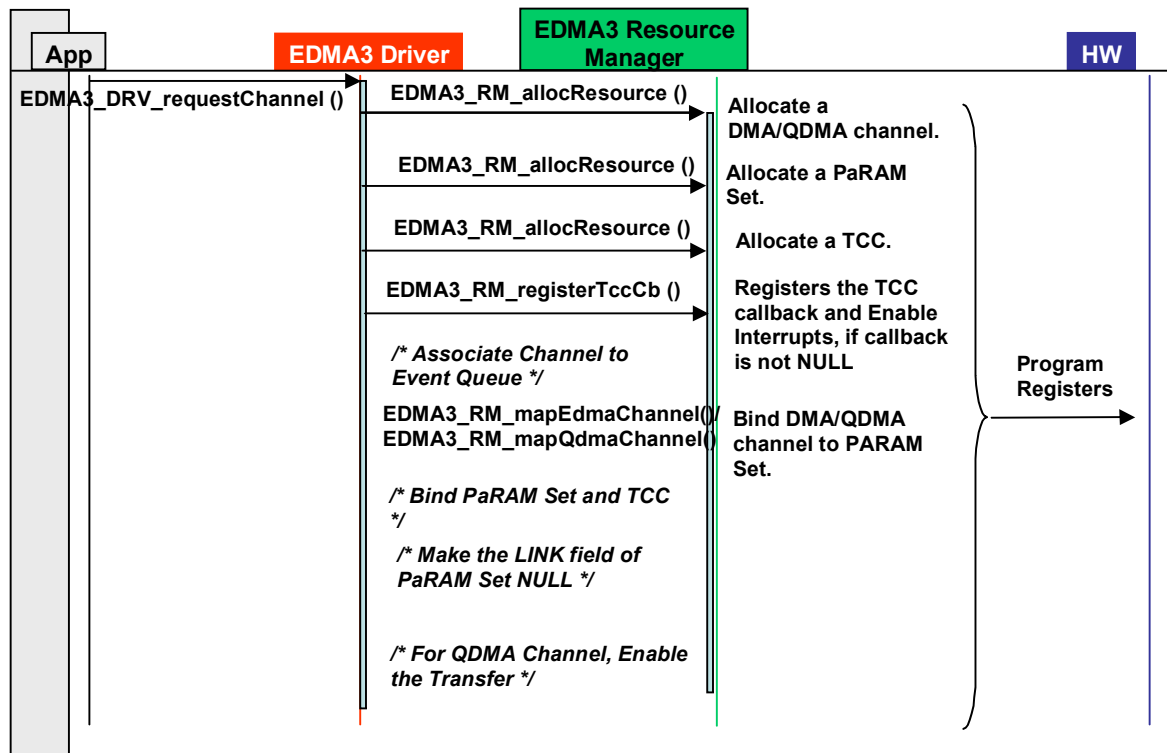 App
EDMA3 Driver
EDMA3 Resource
Manager
HW
EDMA3_DRV_requestChannel ()
EDMA3_RM_allocResource ()
Allocate a
DMA/QDMA channel.
EDMA3_RM_allocResource ()
Allocate a PaRAM
Set.
EDMA3_RM_allocResource ()
Allocate a TCC.
EDMA3_RM_registerTccCb ()
Registers the TCC
callback and Enable
Interrupts, if callback
is not NULL
/* Associate Channel to
Event Queue */
Program
Registers
EDMA3_RM_mapEdmaChannel()/
EDMA3_RM_mapQdmaChannel()
Bind DMA/QDMA
channel to PARAM
Set.
/* Bind PaRAM Set and TCC
*/
/* Make the LINK field of
PaRAM Set NULL */
/* For QDMA Channel, Enable
the Transfer */